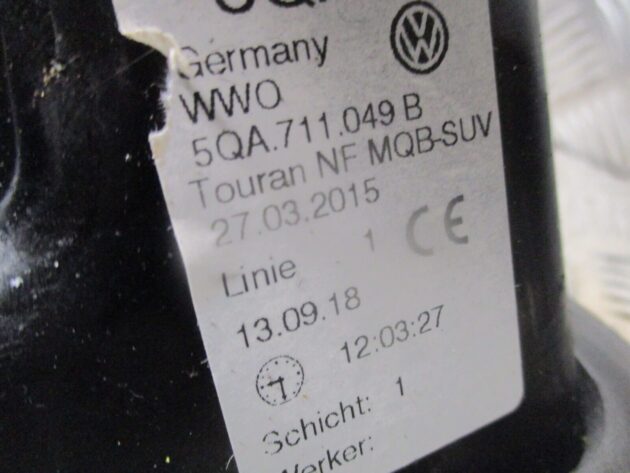 Germany
WWO
5QA.711.049 B
Touran NF MQB-SUV
27.03.2015
Linie 1 CE
13.09.18
12:03:27
Schicht: 1
Werker: